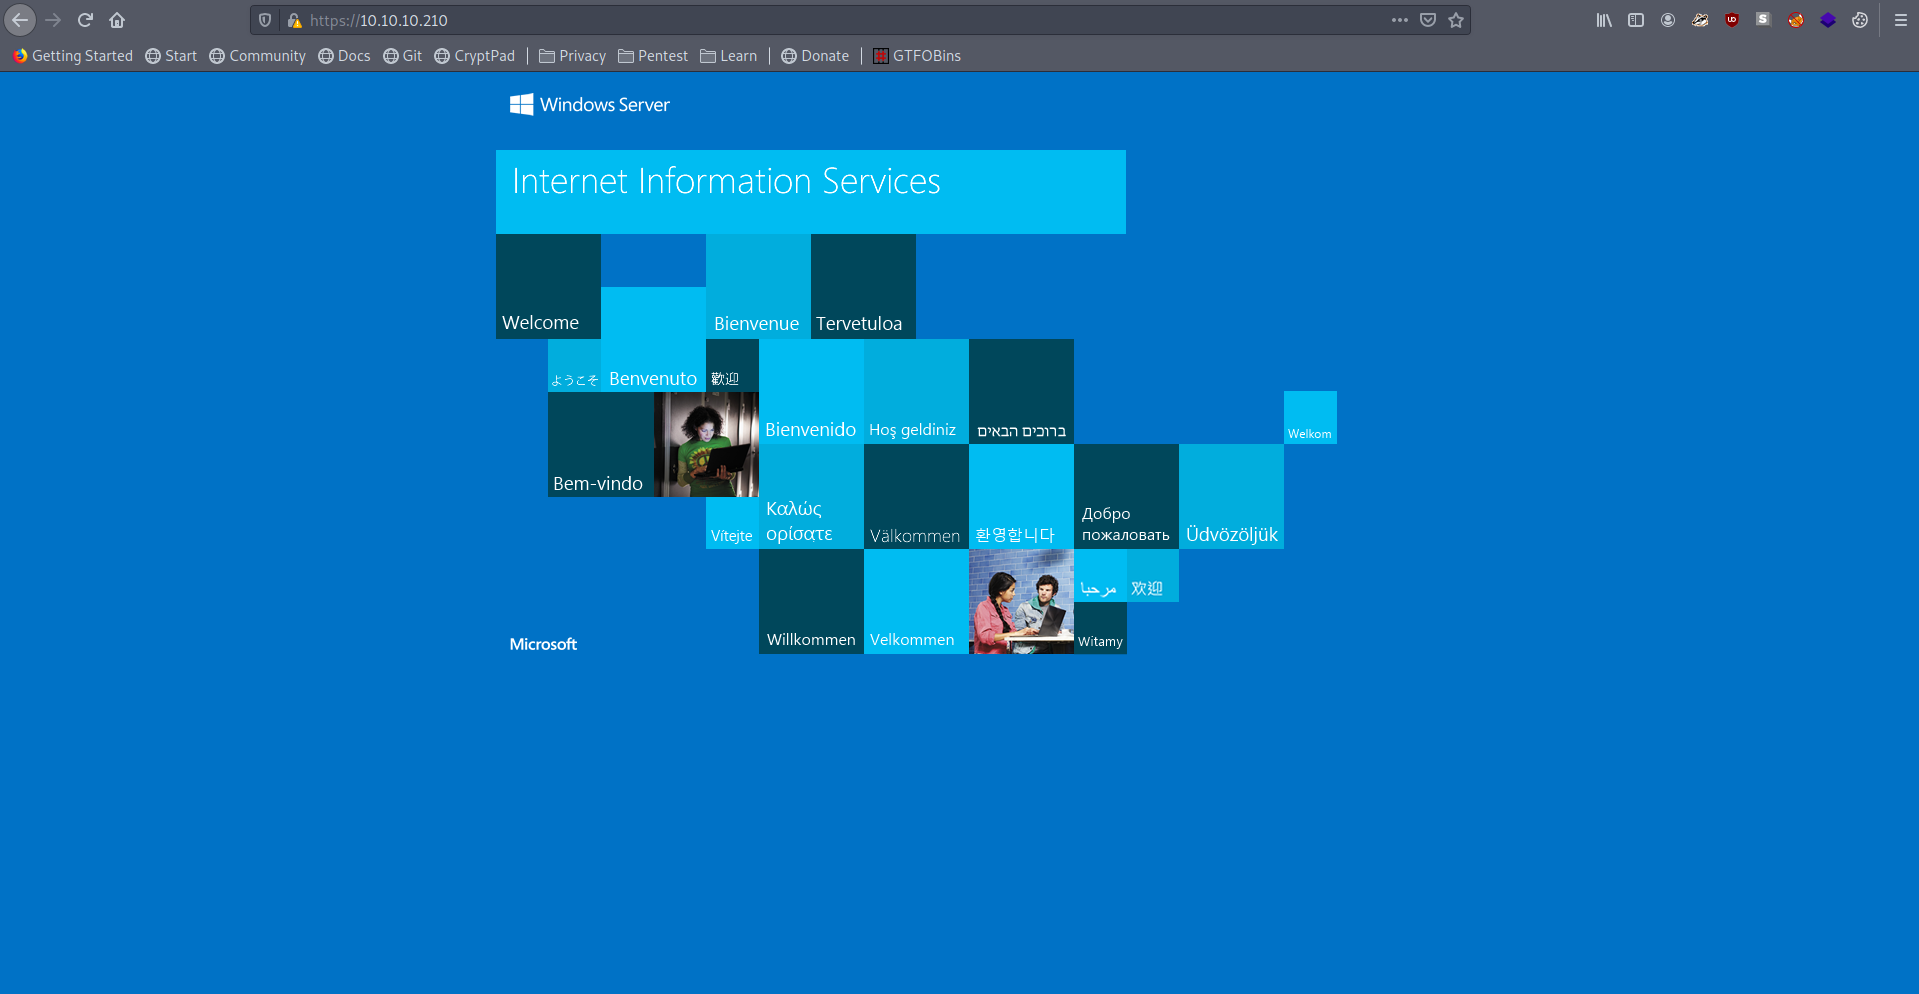 https://10.10.10.210
Getting Started Start Community Docs Git CryptPad Privacy Pentest Learn Donate GTFOBins
Windows Server
Internet Information Services
Welcome
Bienvenue
Tervetuloa
ようこそ
Benvenuto
歡迎
Bienvenido
Hoş geldiniz
ברוכים הבאים
Welkom
Bem-vindo
Vítejte
Καλώς
ορίσατε
Välkommen
환영합니다
Добро
пожаловать
Üdvözöljük
Microsoft
Willkommen
Velkommen
مرحبا
欢迎
Witamy